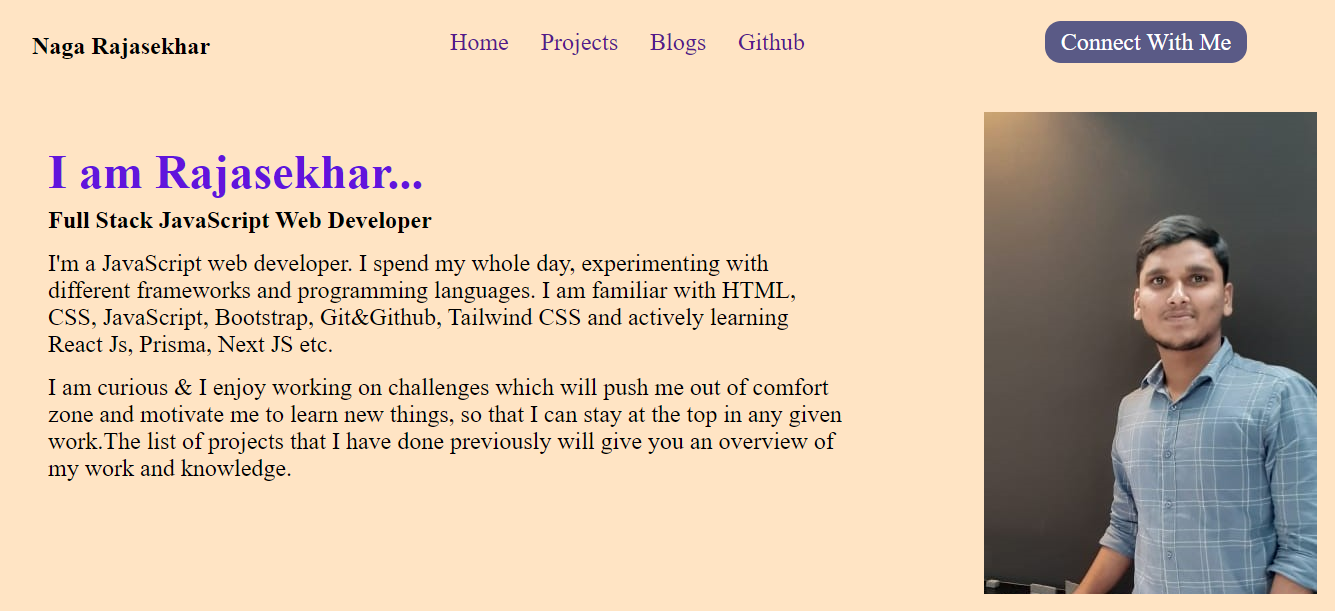 Naga Rajasekhar
Home Projects Blogs Github
Connect With Me
I am Rajasekhar...
Full Stack JavaScript Web Developer
I'm a JavaScript web developer. I spend my whole day, experimenting with
different frameworks and programming languages. I am familiar with HTML,
CSS, JavaScript, Bootstrap, Git&Github, Tailwind CSS and actively learning
React Js, Prisma, Next JS etc.
I am curious & I enjoy working on challenges which will push me out of comfort
zone and motivate me to learn new things, so that I can stay at the top in any given
work.The list of projects that I have done previously will give you an overview of
my work and knowledge.